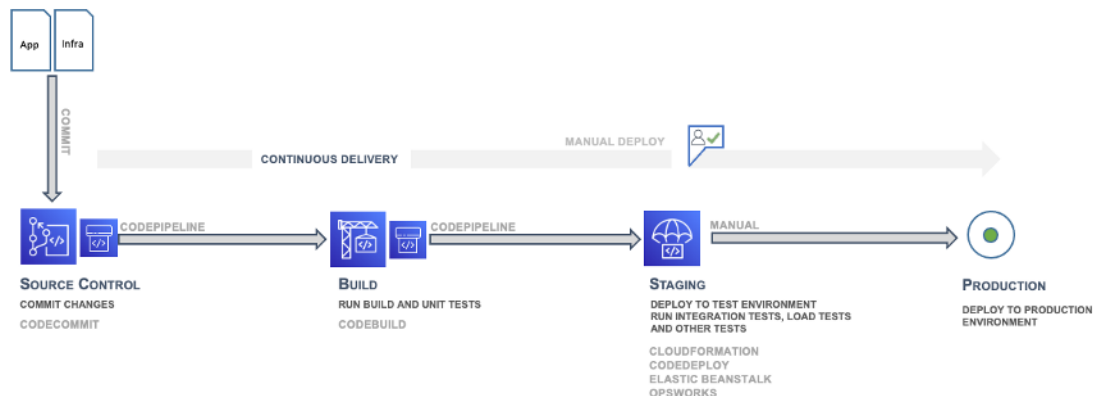 App Infra
COMMIT
MANUAL DEPLOY
CONTINUOUS DELIVERY
CODEPIPELINE
CODEPIPELINE
MANUAL
SOURCE CONTROL
COMMIT CHANGES
CODECOMMIT
BUILD
RUN BUILD AND UNIT TESTS
CODEBUILD
STAGING
DEPLOY TO TEST ENVIRONMENT
RUN INTEGRATION TESTS, LOAD TESTS
AND OTHER TESTS
CLOUDFORMATION
CODEDEPLOY
ELASTIC BEANSTALK
OPSWORKS
PRODUCTION
DEPLOY TO PRODUCTION
ENVIRONMENT